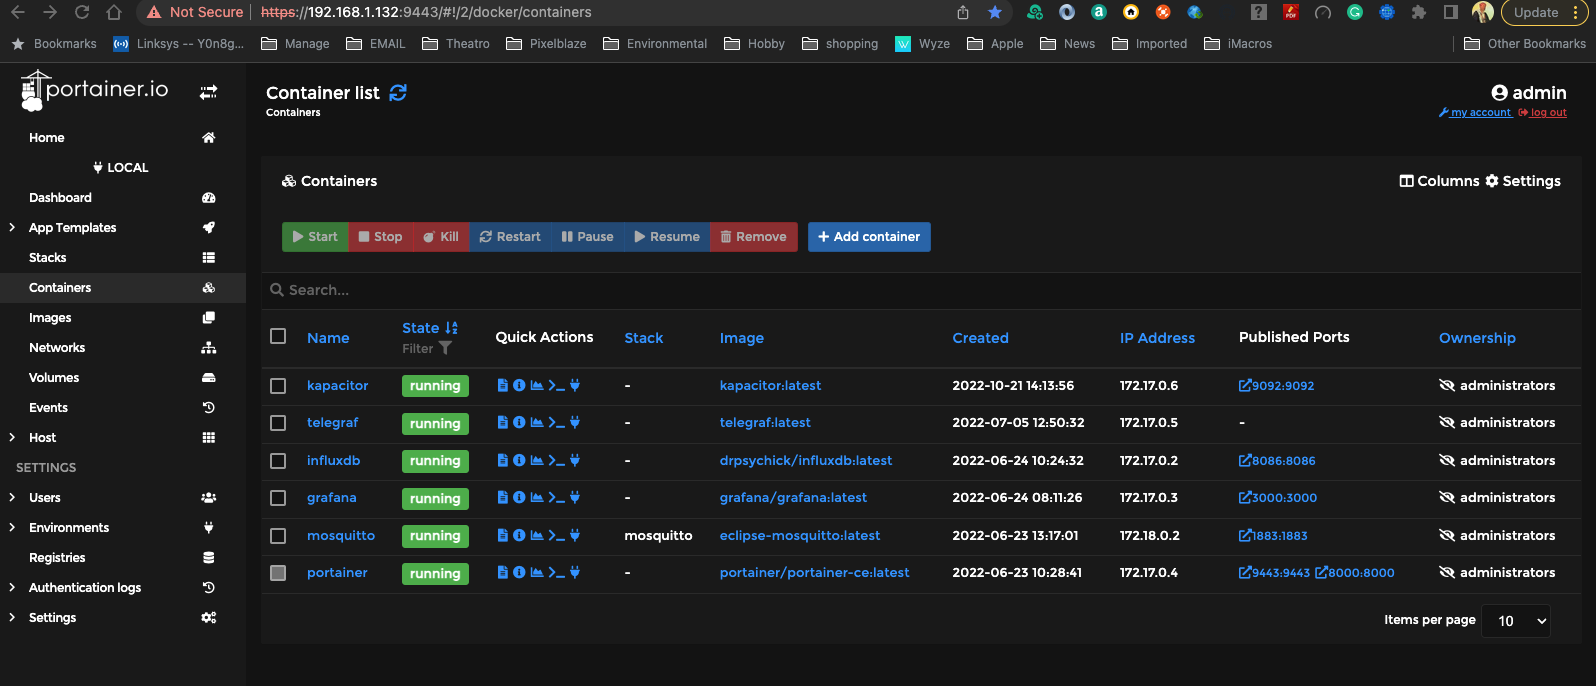 Not Secure https://192.168.1.132:9443/#!/2/docker/containers Update
Bookmarks Linksys -- Y0n8g... Manage EMAIL Theatro Pixelblaze Environmental Hobby shopping Wyze Apple News Imported iMacros Other Bookmarks
portainer.io
Home
LOCAL
Dashboard
App Templates
Stacks
Containers
Images
Networks
Volumes
Events
Host
SETTINGS
Users
Environments
Registries
Authentication logs
Settings
Container list
Containers
admin
my account log out
Containers
Columns Settings
Start Stop Kill Restart Pause Resume Remove + Add container
Search...
Name State Quick Actions Stack Image Created IP Address Published Ports Ownership
Filter
kapacitor running - kapacitor:latest 2022-10-21 14:13:56 172.17.0.6 9092:9092 administrators
telegraf running - telegraf:latest 2022-07-05 12:50:32 172.17.0.5 - administrators
influxdb running - drpsychick/influxdb:latest 2022-06-24 10:24:32 172.17.0.2 8086:8086 administrators
grafana running - grafana/grafana:latest 2022-06-24 08:11:26 172.17.0.3 3000:3000 administrators
mosquitto running mosquitto eclipse-mosquitto:latest 2022-06-23 13:17:01 172.18.0.2 1883:1883 administrators
portainer running - portainer/portainer-ce:latest 2022-06-23 10:28:41 172.17.0.4 9443:9443 8000:8000 administrators
Items per page 10